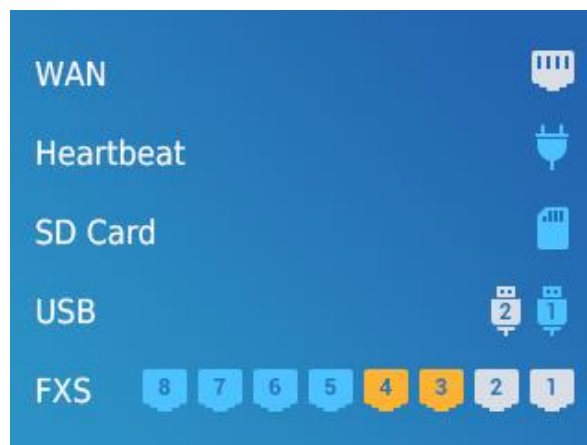 WAN
Heartbeat
SD Card
USB 2 1
FXS 8 7 6 5 4 3 2 1